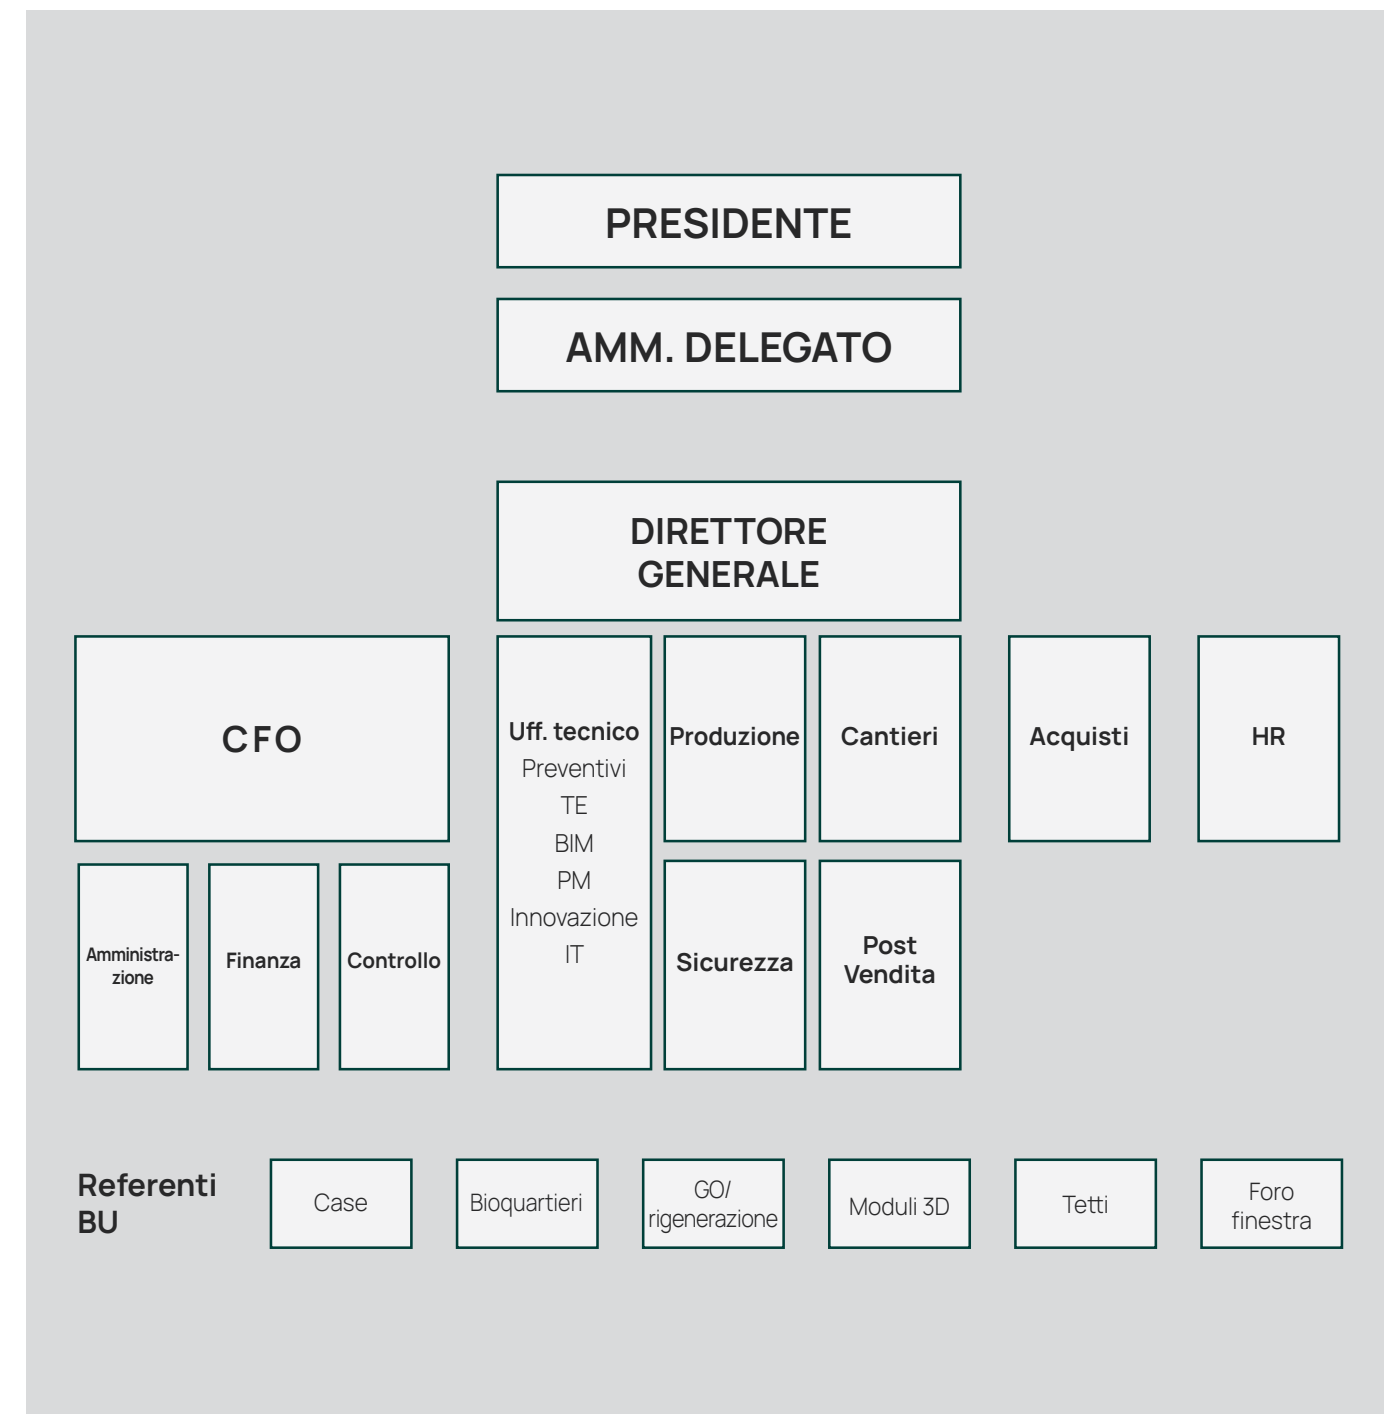 PRESIDENTE
AMM. DELEGATO
DIRETTORE
GENERALE
CFO
Uff. tecnico
Preventivi
TE
BIM
PM
Innovazione
IT
Produzione
Cantieri
Acquisti
HR
Amministra-
zione
Finanza
Controllo
Sicurezza
Post
Vendita
Referenti
BU
Case
Bioquartieri
GO/
rigenerazione
Moduli 3D
Tetti
Foro
finestra